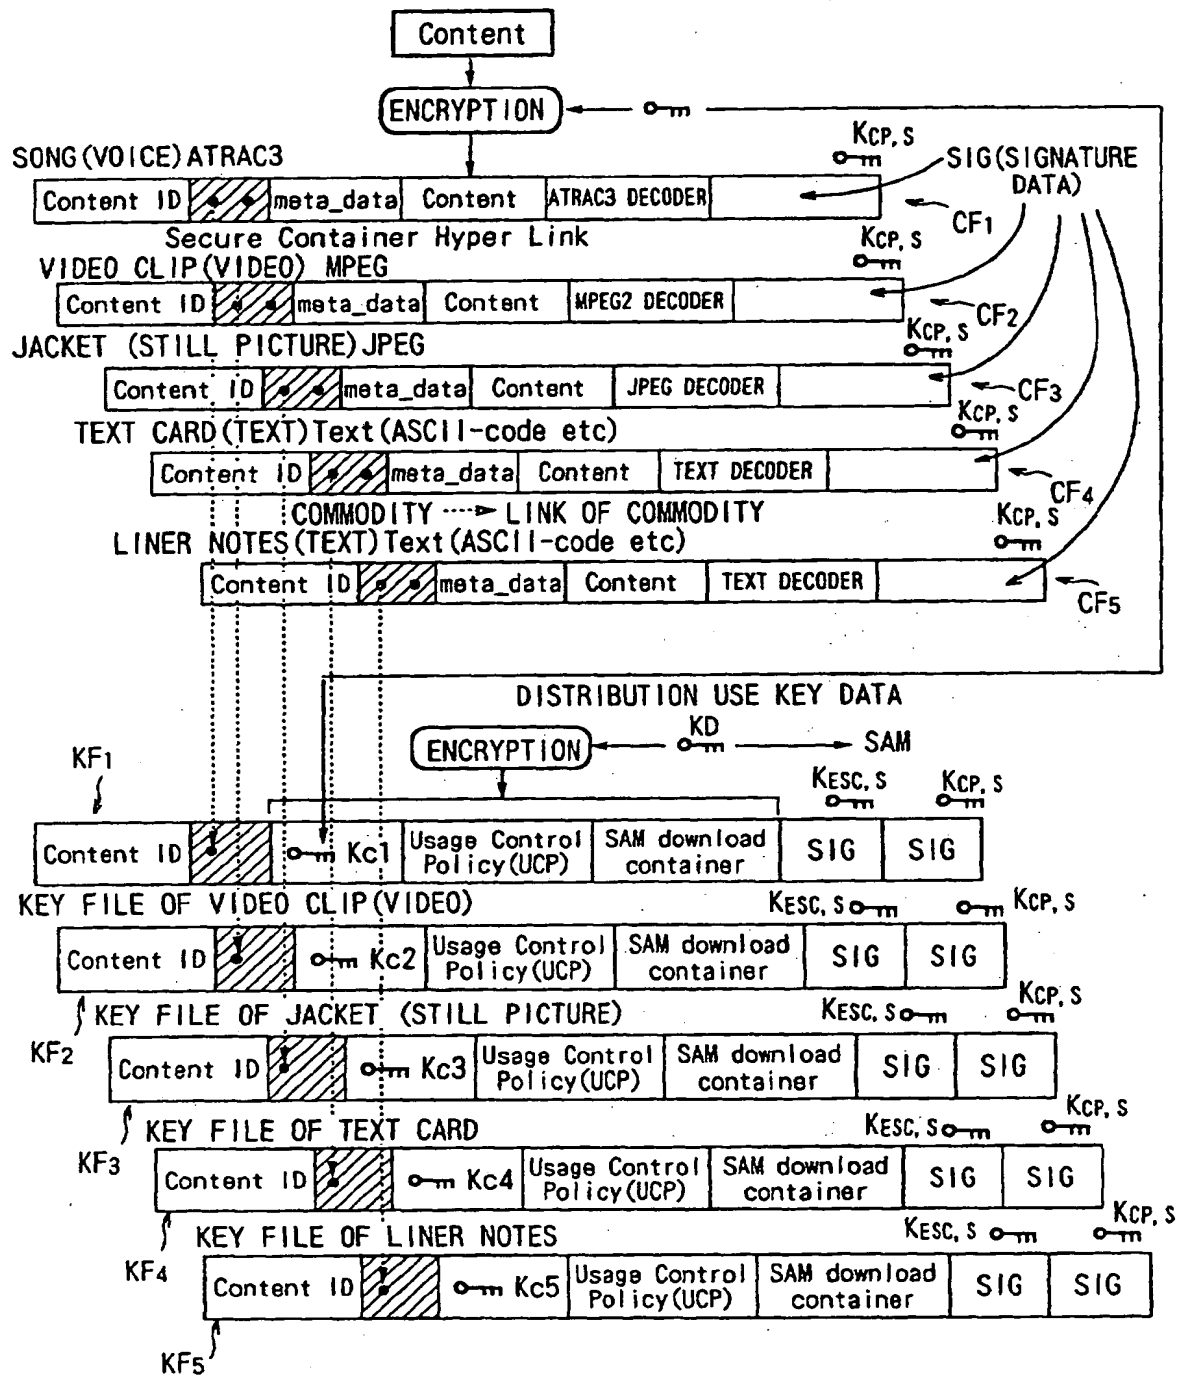 Content
ENCRYPTION
KCP, S
SONG(VOICE)ATRAC3
SIG(SIGNATURE DATA)
Content ID meta_data Content ATRAC3 DECODER
CF1
Secure Container Hyper Link
KCP, S
VIDEO CLIP(VIDEO) MPEG
Content ID meta_data Content MPEG2 DECODER
CF2
KCP, S
JACKET (STILL PICTURE)JPEG
Content ID meta_data Content JPEG DECODER
CF3
KCP, S
TEXT CARD(TEXT)Text(ASCII-code etc)
Content ID meta_data Content TEXT DECODER
CF4
COMMODITY LINK OF COMMODITY
KCP, S
LINER NOTES(TEXT)Text(ASCII-code etc)
Content ID meta_data Content TEXT DECODER
CF5
DISTRIBUTION USE KEY DATA
ENCRYPTION KD SAM
KF1
KESC, S KCP, S
Content ID Kc1 Usage Control Policy(UCP) SAM download container SIG SIG
KEY FILE OF VIDEO CLIP(VIDEO)
KESC, S KCP, S
Content ID Kc2 Usage Control Policy(UCP) SAM download container SIG SIG
KF2
KEY FILE OF JACKET (STILL PICTURE)
KESC, S KCP, S
Content ID Kc3 Usage Control Policy(UCP) SAM download container SIG SIG
KF3
KEY FILE OF TEXT CARD
KESC, S KCP, S
Content ID Kc4 Usage Control Policy(UCP) SAM download container SIG SIG
KF4
KEY FILE OF LINER NOTES
KESC, S KCP, S
Content ID Kc5 Usage Control Policy(UCP) SAM download container SIG SIG
KF5